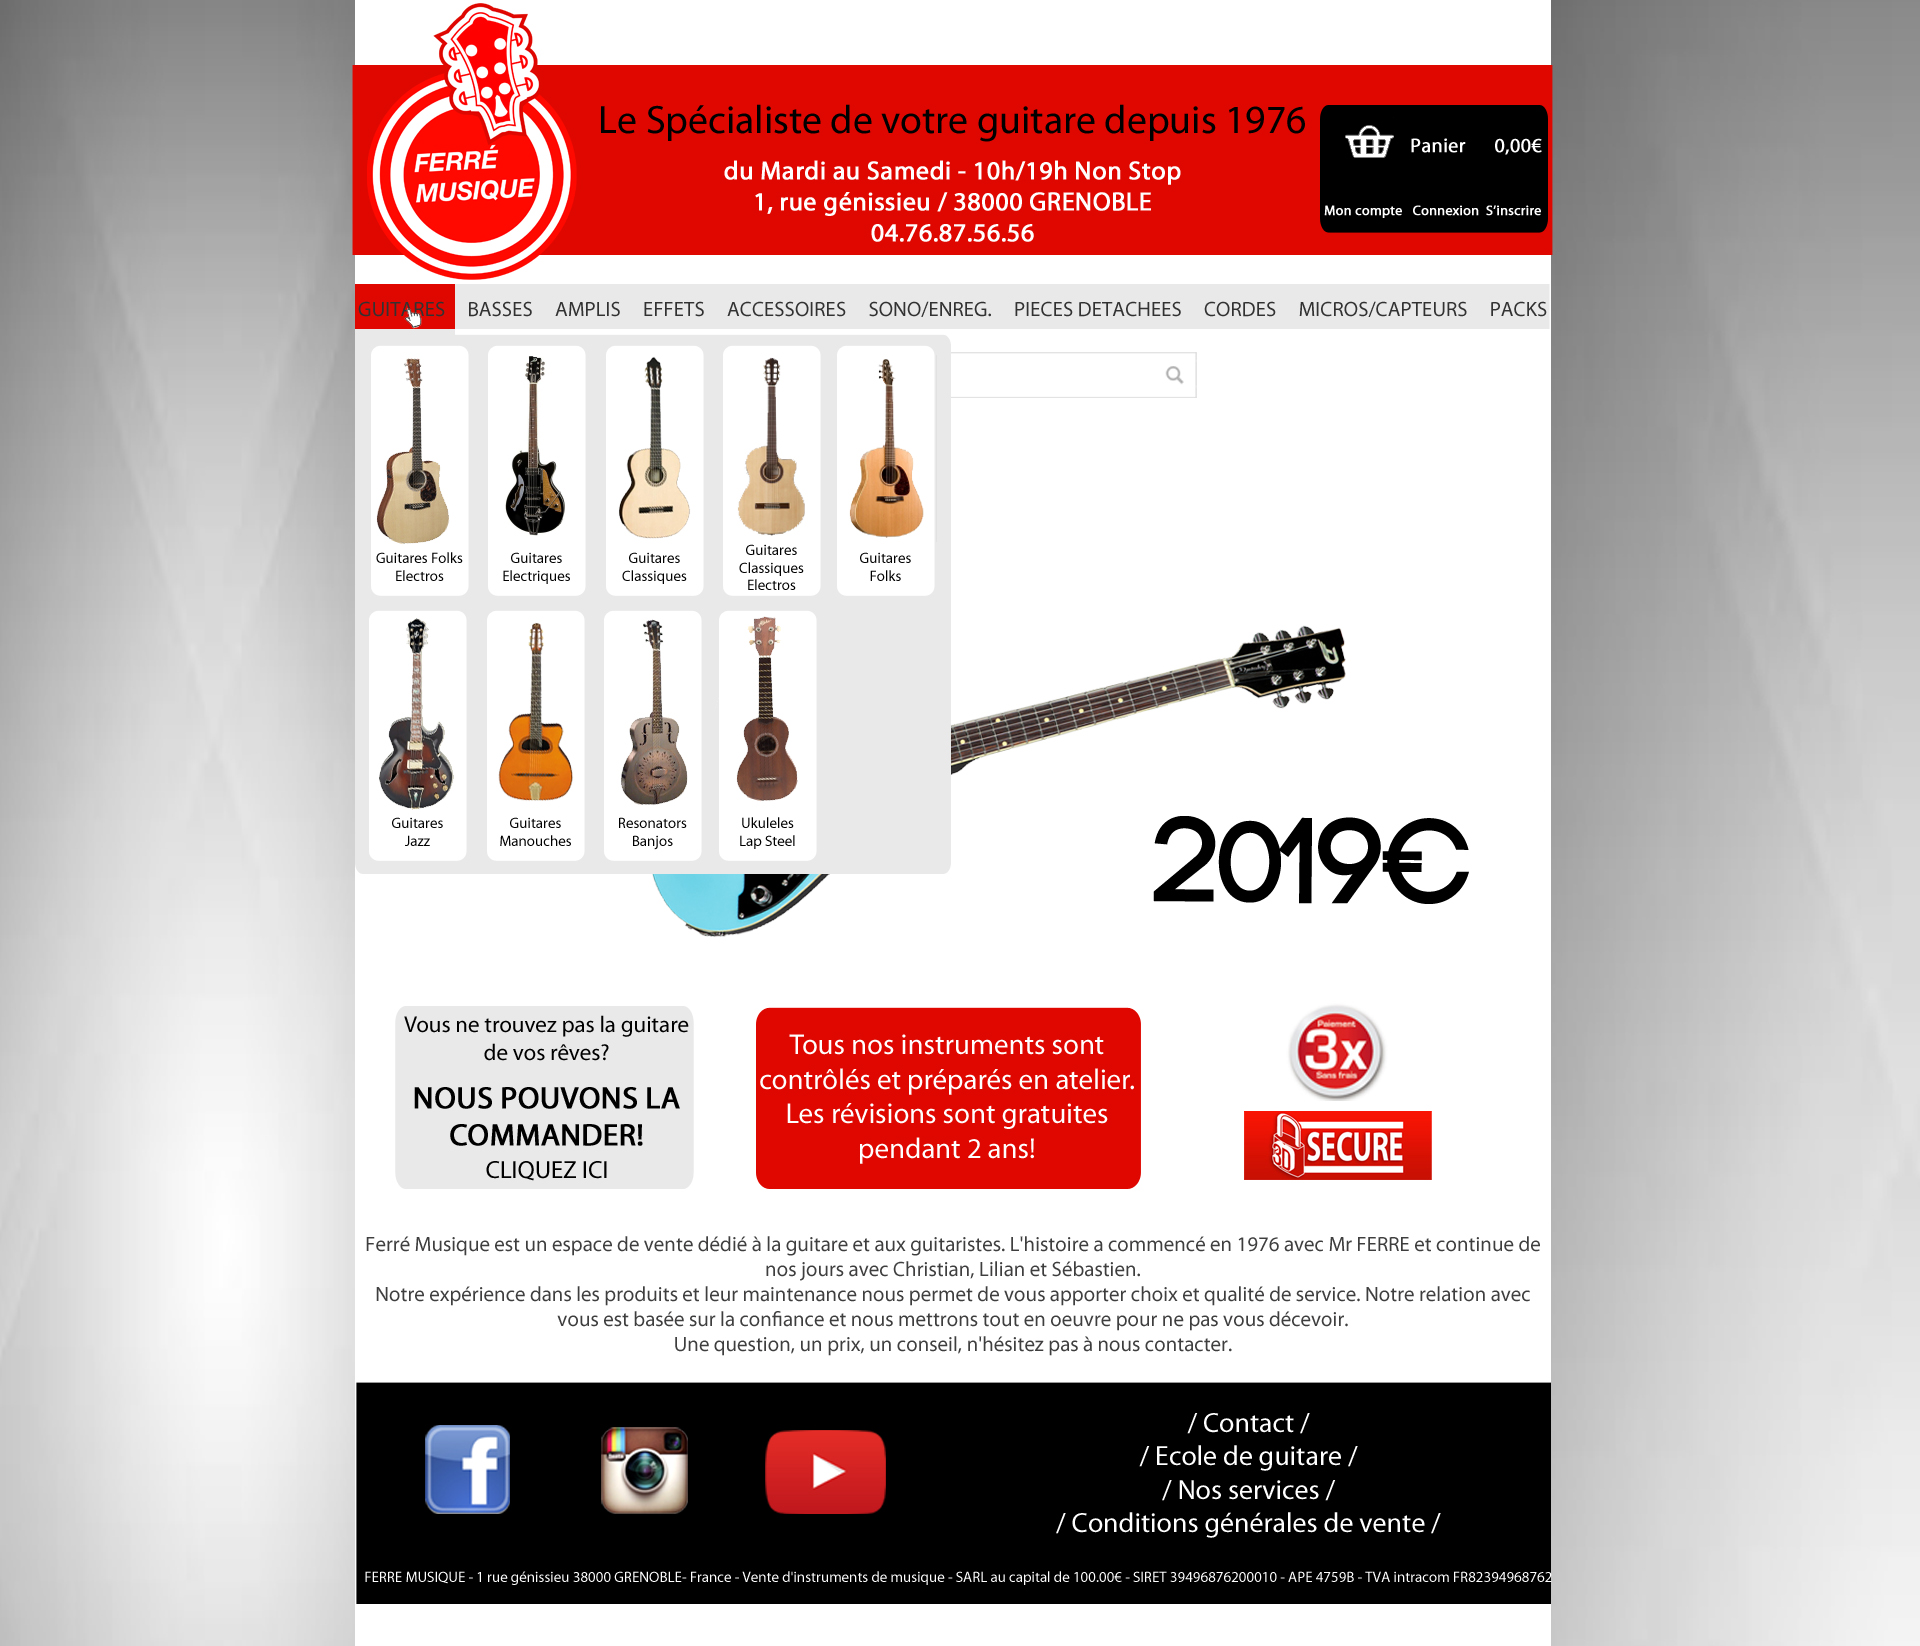 FERRÉ
MUSIQUE
Le Spécialiste de votre guitare depuis 1976
du Mardi au Samedi - 10h/19h Non Stop
1, rue génissieu / 38000 GRENOBLE
04.76.87.56.56
Panier 0,00€
Mon compte Connexion S'inscrire
GUITARES BASSES AMPLIS EFFETS ACCESSOIRES SONO/ENREG. PIECES DETACHEES CORDES MICROS/CAPTEURS PACKS
Guitares Folks
Electros
Guitares
Electriques
Guitares
Classiques
Guitares
Classiques
Electros
Guitares
Folks
Guitares
Jazz
Guitares
Manouches
Resonators
Banjos
Ukuleles
Lap Steel
2019€
Vous ne trouvez pas la guitare
de vos rêves?
NOUS POUVONS LA
COMMANDER!
CLIQUEZ ICI
Tous nos instruments sont
contrôlés et préparés en atelier.
Les révisions sont gratuites
pendant 2 ans!
Paiement
3x
Sans frais
3D SECURE
Ferré Musique est un espace de vente dédié à la guitare et aux guitaristes. L'histoire a commencé en 1976 avec Mr FERRE et continue de
nos jours avec Christian, Lilian et Sébastien.
Notre expérience dans les produits et leur maintenance nous permet de vous apporter choix et qualité de service. Notre relation avec
vous est basée sur la confiance et nous mettrons tout en oeuvre pour ne pas vous décevoir.
Une question, un prix, un conseil, n'hésitez pas à nous contacter.
/ Contact /
/ Ecole de guitare /
/ Nos services /
/ Conditions générales de vente /
FERRE MUSIQUE - 1 rue génissieu 38000 GRENOBLE- France - Vente d'instruments de musique - SARL au capital de 100.00€ - SIRET 39496876200010 - APE 4759B - TVA intracom FR82394968762